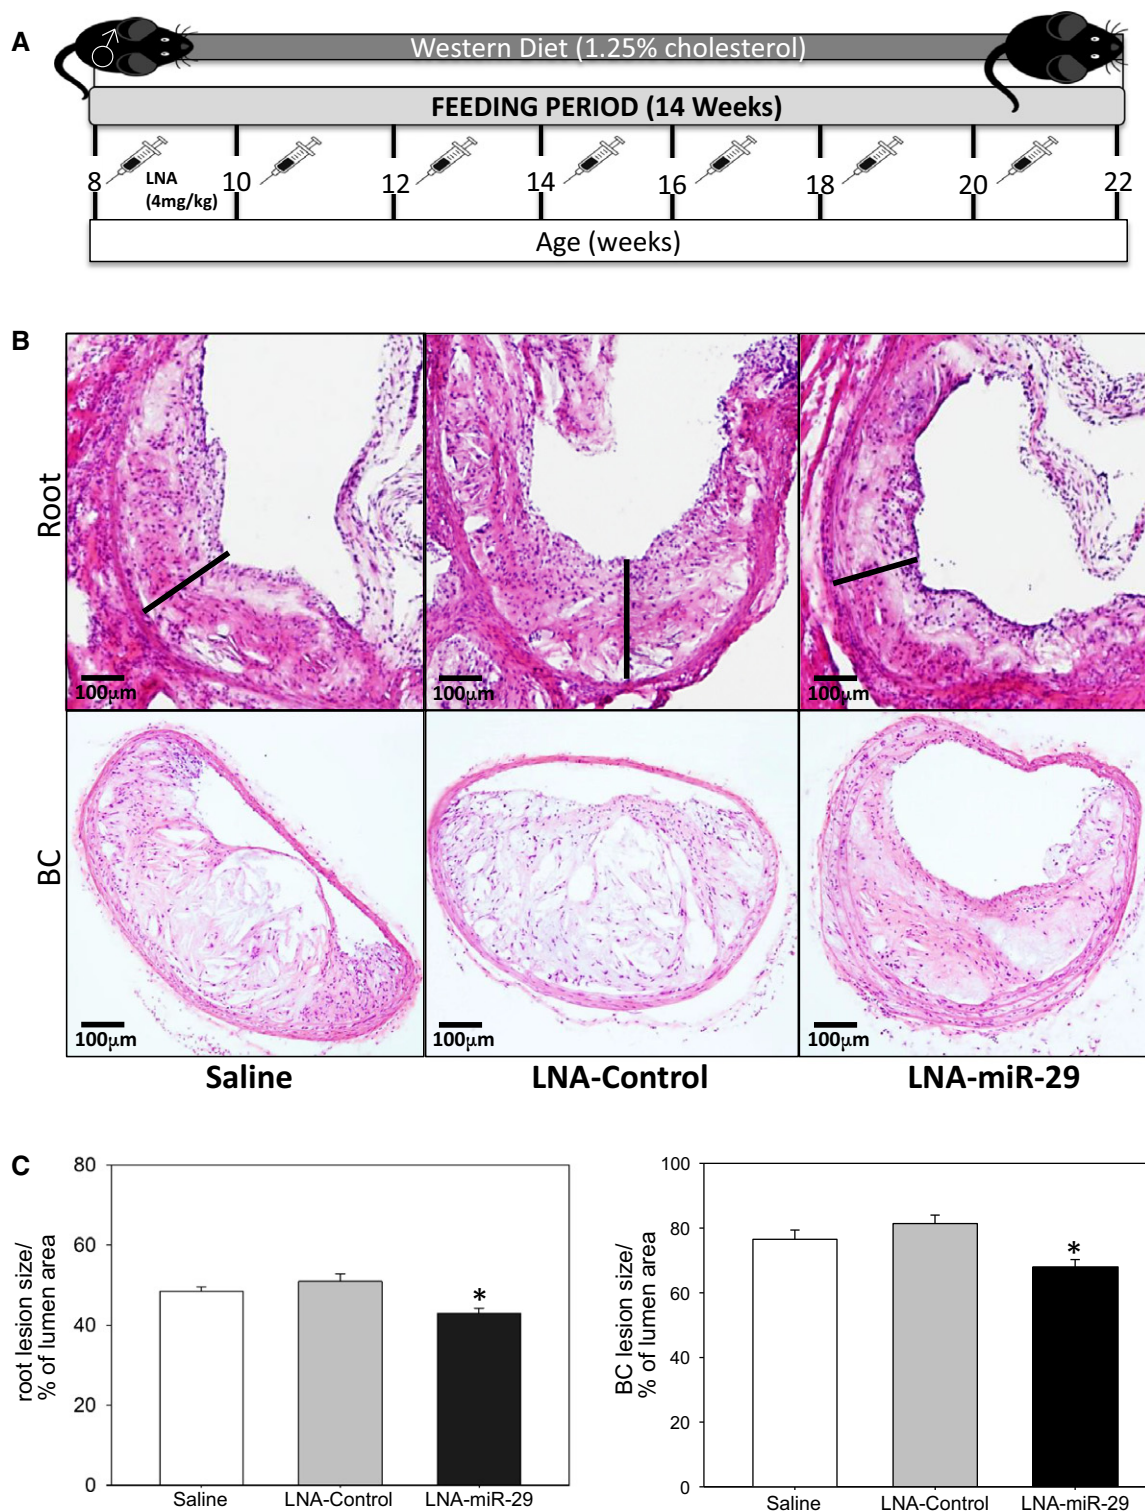 A
♂
Western Diet (1.25% cholesterol)
FEEDING PERIOD (14 Weeks)
8 10 12 14 16 18 20 22
LNA
(4mg/kg)
Age (weeks)
B
Root
100μm 100μm 100μm
BC
100μm 100μm 100μm
Saline LNA-Control LNA-miR-29
C
root lesion size/
% of lumen area
80
60
40
20
0
*
Saline LNA-Control LNA-miR-29
BC lesion size/
% of lumen area
100
80
60
40
20
0
*
Saline LNA-Control LNA-miR-29